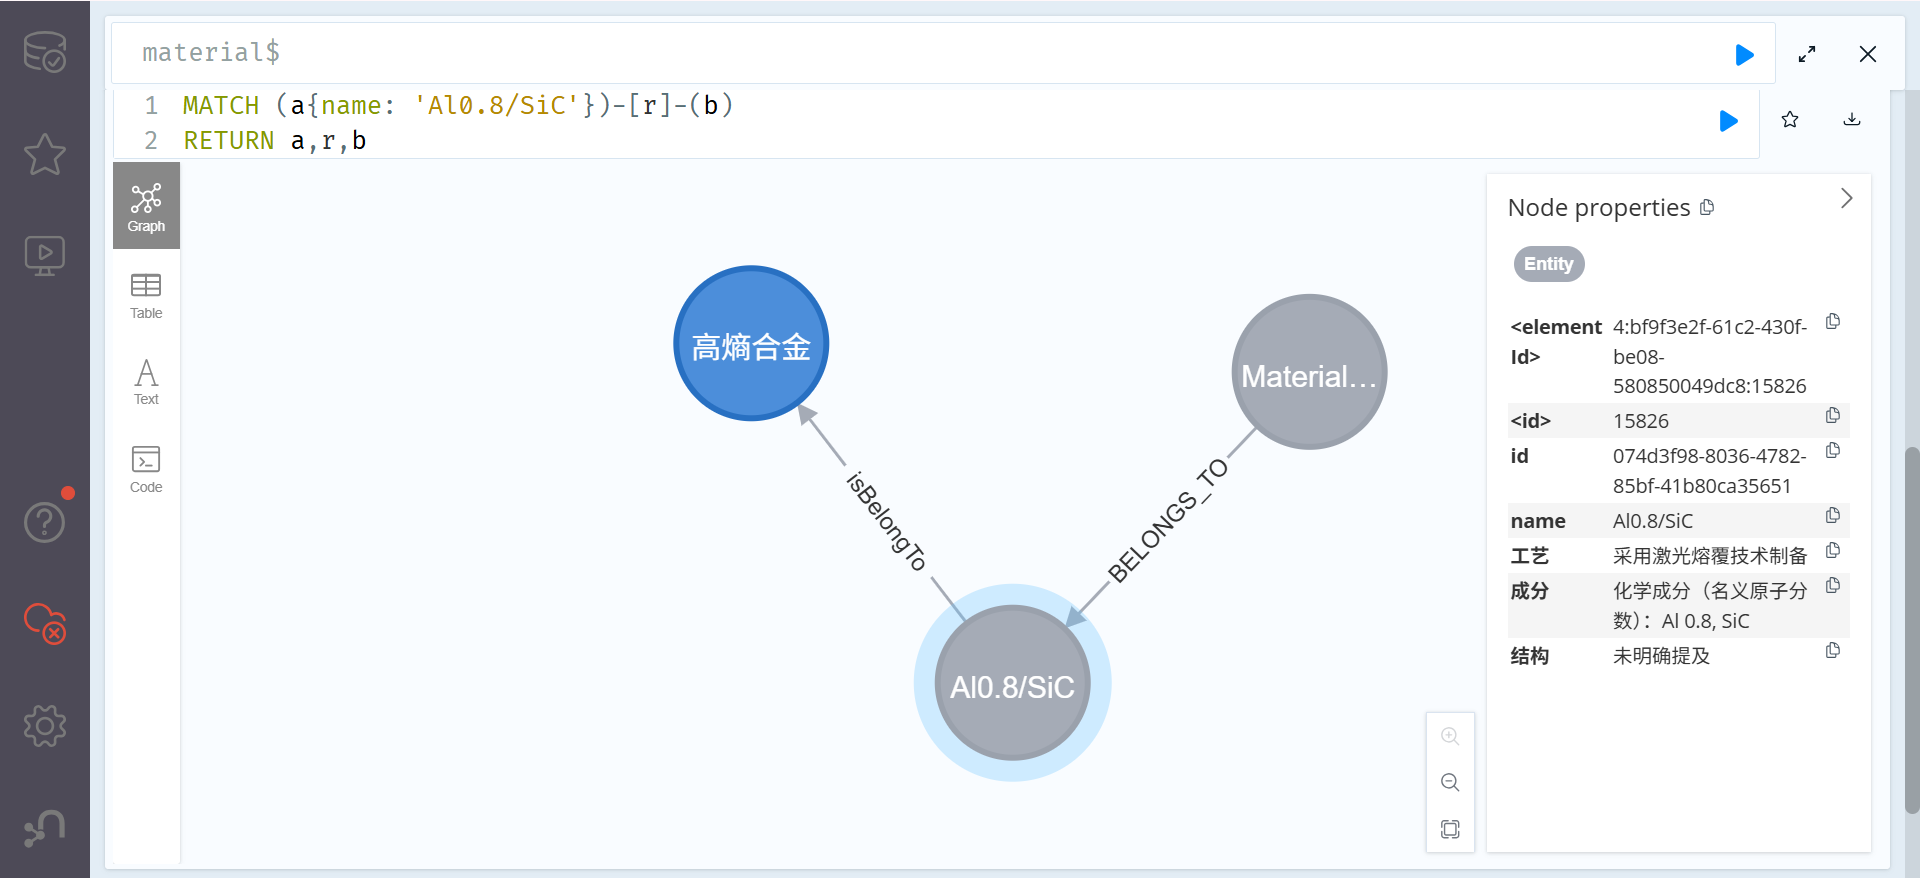 material$
1 MATCH (a{name: 'Al0.8/SiC'})-[r]-(b)
2 RETURN a,r,b
Graph
Table
Text
Code
高熵合金
Material...
isBelongTo
BELONGS_TO
Al0.8/SiC
Node properties
Entity
<element 4:bf9f3e2f-61c2-430f-
Id> be08-
580850049dc8:15826
<id> 15826
id 074d3f98-8036-4782-
85bf-41b80ca35651
name Al0.8/SiC
工艺 采用激光熔覆技术制备
成分 化学成分（名义原子分
数）：Al 0.8, SiC
结构 未明确提及